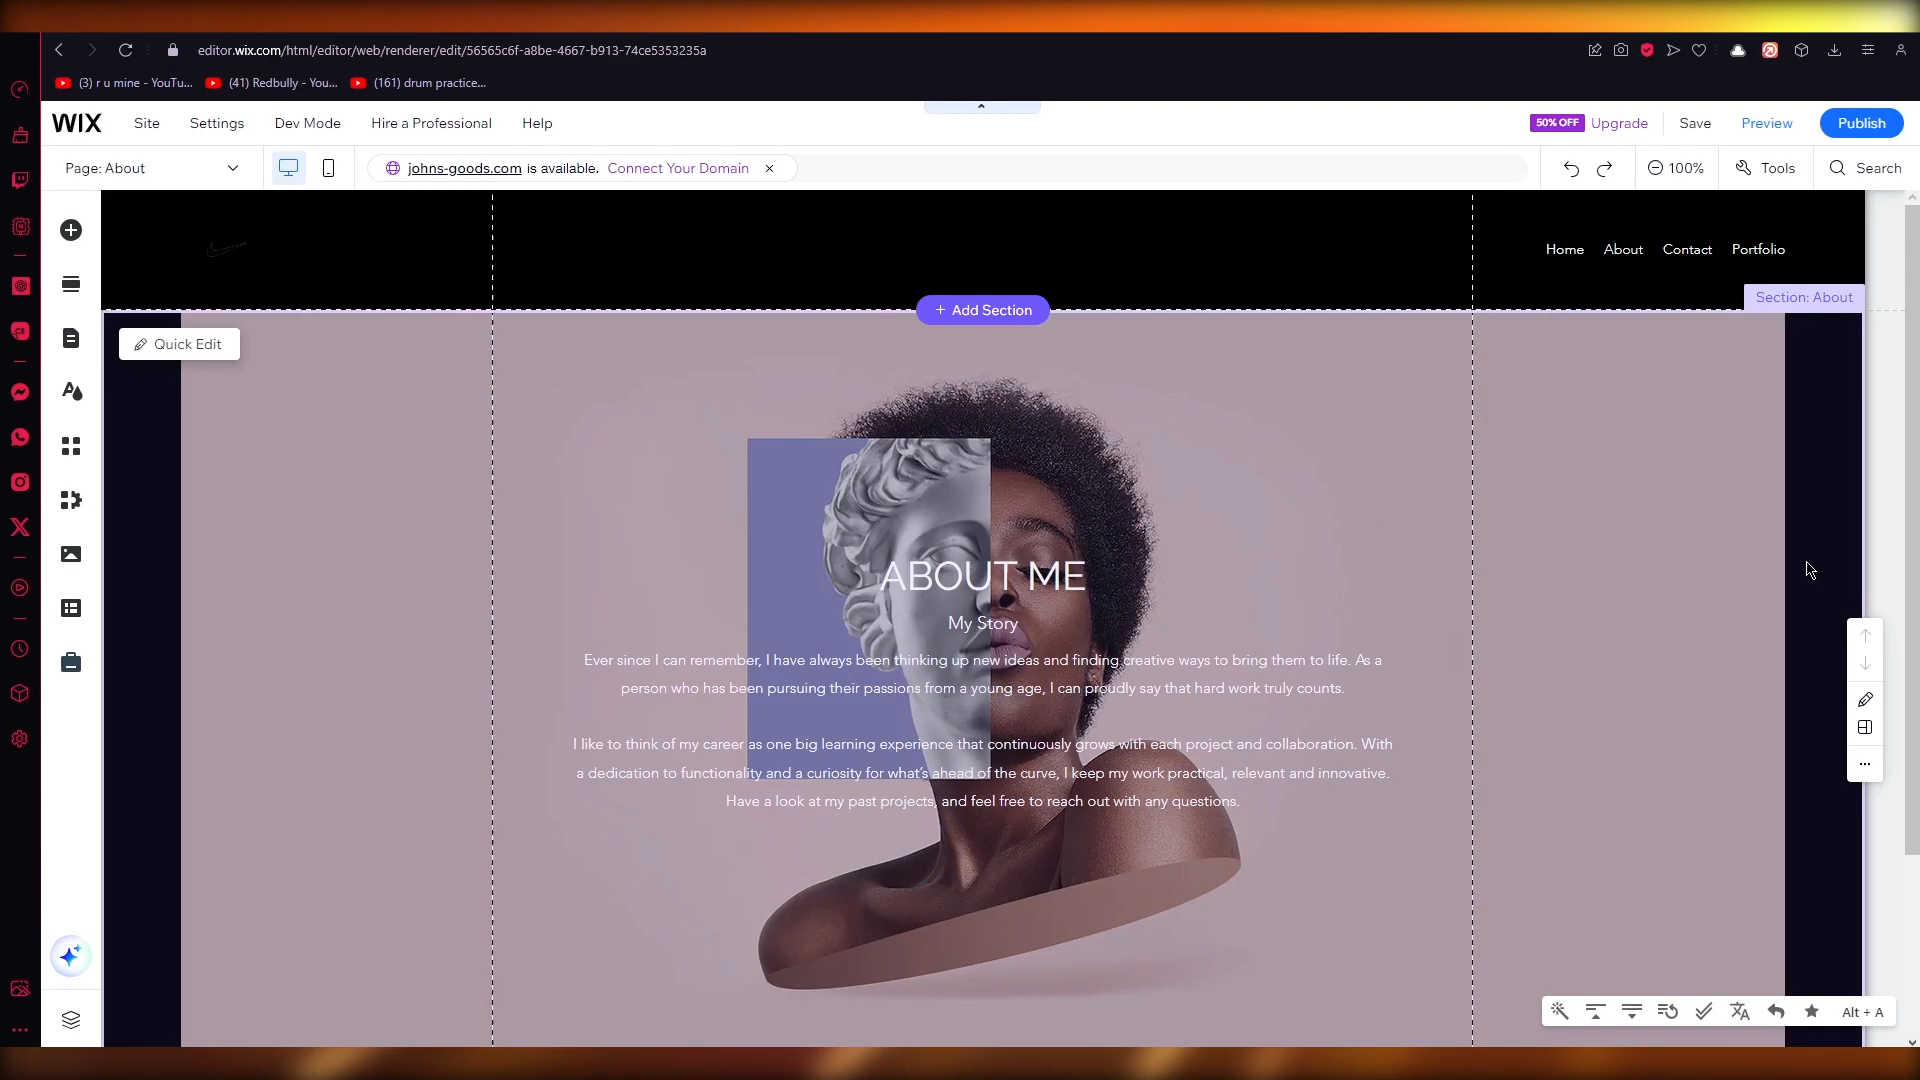 editor.wix.com/html/editor/web/renderer/edit/56565c6f-a8be-4667-b913-74ce5353235a
(3) r u mine - YouTu...
(41) Redbully - You...
(161) drum practice...
WIX
Site
Settings
Dev Mode
Hire a Professional
Help
50% OFF
Upgrade
Save
Preview
Publish
Page: About
johns-goods.com is available. Connect Your Domain
100%
Tools
Search
Home
About
Contact
Portfolio
Section: About
+ Add Section
Quick Edit
ABOUT ME
My Story
Ever since I can remember, I have always been thinking up new ideas and finding creative ways to bring them to life. As a
person who has been pursuing their passions from a young age, I can proudly say that hard work truly counts.
I like to think of my career as one big learning experience that continuously grows with each project and collaboration. With
a dedication to functionality and a curiosity for what's ahead of the curve, I keep my work practical, relevant and innovative.
Have a look at my past projects, and feel free to reach out with any questions.
Alt + A